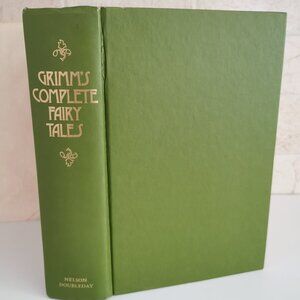 GRIMM'S
COMPLETE
FAIRY
TALES
NELSON
DOUBLEDAY